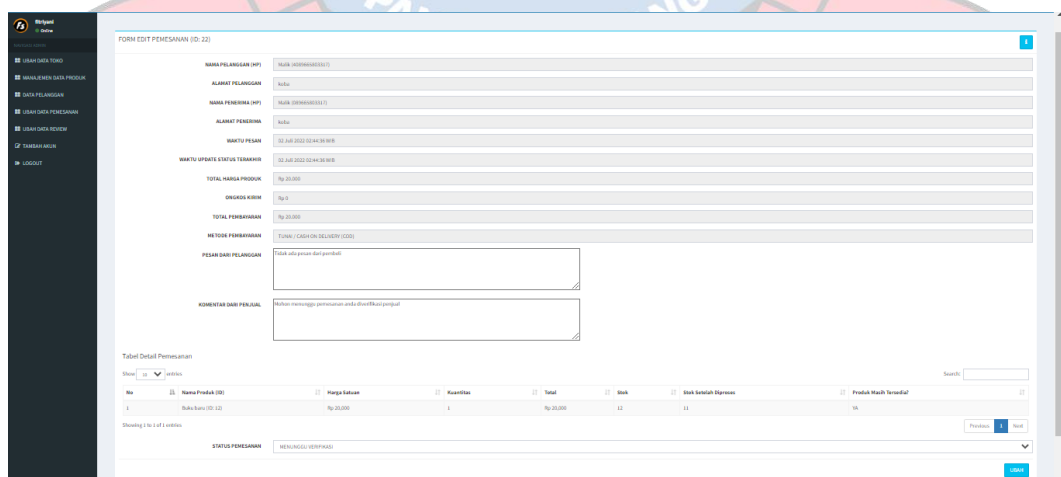 fitriyani
Online
UBAH DATA TOKO
MANAJEMEN DATA PRODUK
DATA PELANGGAN
UBAH DATA PEMESANAN
UBAH DATA REVIEW
TAMBAH AKUN
LOGOUT
FORM EDIT PEMESANAN (ID: 22)
NAMA PELANGGAN (HP)
ALAMAT PELANGGAN Koba
NAMA PENERIMA (HP)
ALAMAT PENERIMA Koba
WAKTU PESAN 02 Juli 2022 02:44:38 WIB
WAKTU UPDATE STATUS TERAKHIR 02 Juli 2022 02:44:38 WIB
TOTAL HARGA PRODUK Rp 20.000
ONGKOS KIRIM Rp 0
TOTAL PEMBAYARAN Rp 20.000
METODE PEMBAYARAN TUNAI / CASH ON DELIVERY (COD)
PESAN DARI PELANGGAN Tidak ada pesan dari pembeli
KOMENTAR DARI PENJUAL Mohon menunggu pemesanan anda diverifikasi penjual
Tabel Detail Pemesanan
Show 10 entries Search:
No Nama Produk (ID) Harga Satuan Kuantitas Total Stok Stok Setelah Diproses Produk Masih Tersedia?
1 Buku baru (ID: 12) Rp 20,000 1 Rp 20,000 12 11 YA
Showing 1 to 1 of 1 entries Previous 1 Next
STATUS PEMESANAN MENUNGGU VERIFIKASI
UBAH